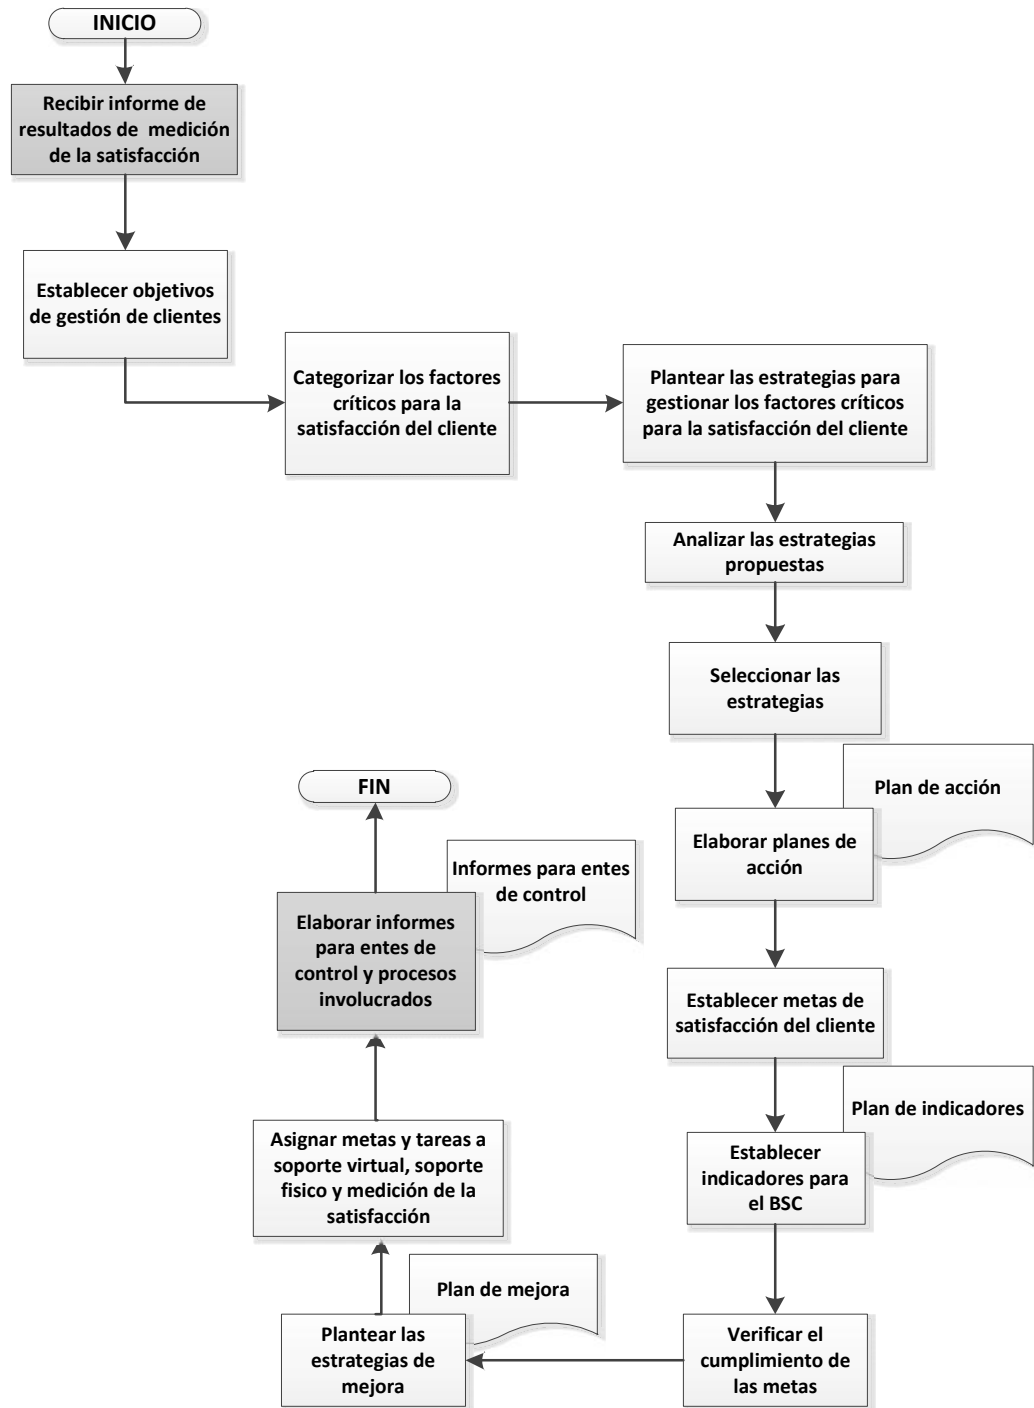 INICIO
Recibir informe de
resultados de medición
de la satisfacción
Establecer objetivos
de gestión de clientes
Categorizar los factores
críticos para la
satisfacción del cliente
Plantear las estrategias para
gestionar los factores críticos
para la satisfacción del cliente
Analizar las estrategias
propuestas
Seleccionar las
estrategias
Plan de acción
Elaborar planes de
acción
Establecer metas de
satisfacción del cliente
Plan de indicadores
Establecer
indicadores para
el BSC
Verificar el
cumplimiento de
las metas
Plan de mejora
Plantear las
estrategias de
mejora
Asignar metas y tareas a
soporte virtual, soporte
fisico y medición de la
satisfacción
Informes para entes
de control
Elaborar informes
para entes de
control y procesos
involucrados
FIN